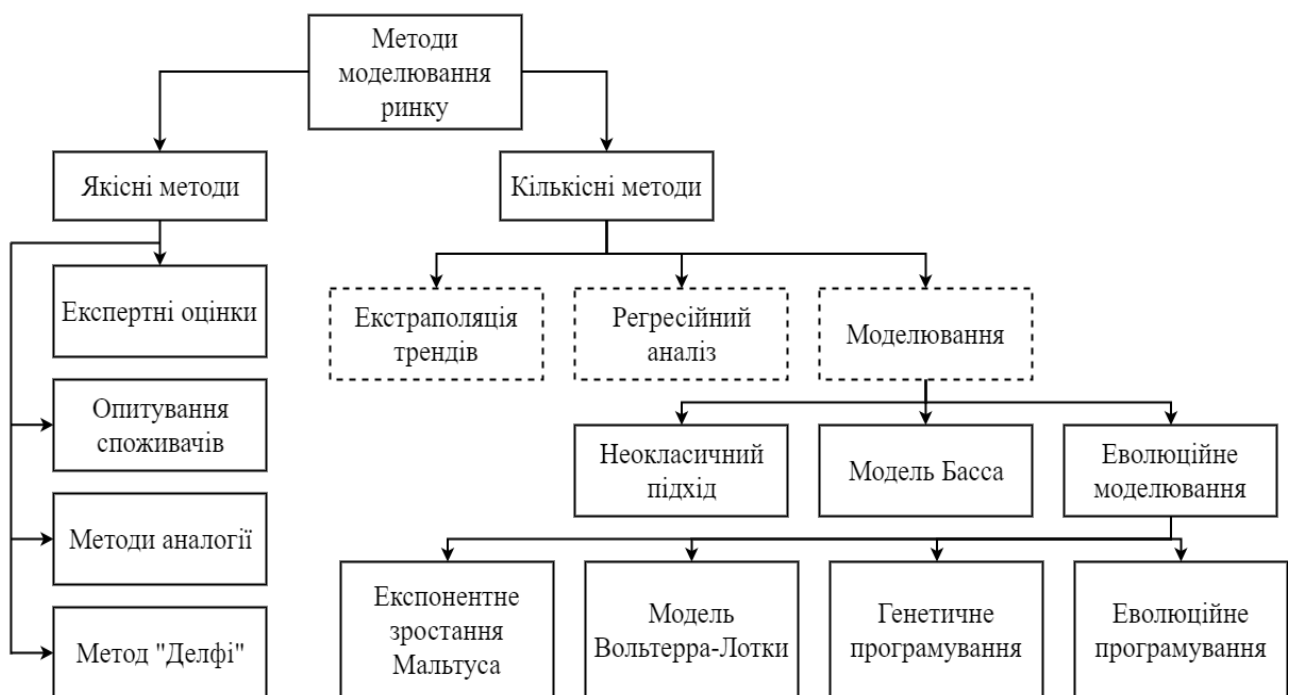 Методи
моделювання
ринку
Якісні методи
Кількісні методи
Експертні оцінки
Опитування
споживачів
Методи аналогії
Метод "Делфі"
Екстраполяція
трендів
Регресійний
аналіз
Моделювання
Неокласичний
підхід
Модель Басса
Еволюційне
моделювання
Експонентне
зростання
Мальтуса
Модель
Вольтерра-Лотки
Генетичне
програмування
Еволюційне
програмування